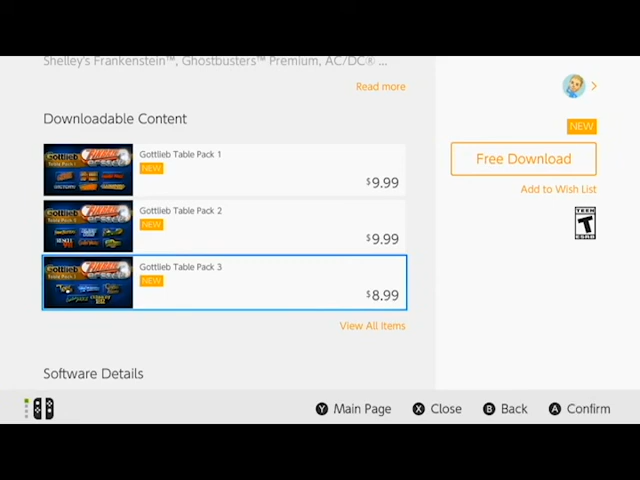 Shelley's Frankenstein™, Ghostbusters™ Premium, AC/DC® ...
Read more
Downloadable Content
Gottlieb Table Pack 1
NEW
$9.99
Gottlieb Table Pack 2
NEW
$9.99
Gottlieb Table Pack 3
NEW
$8.99
View All Items
Software Details
NEW
Free Download
Add to Wish List
TEEN
T
ESRB
Y Main Page
X Close
B Back
A Confirm